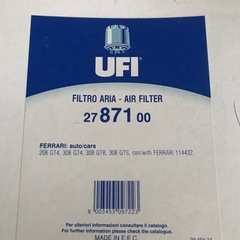 UFI
FILTRO ARIA - AIR FILTER
27 871 00
FERRARI: auto/cars
208 GT4, 308 GT4, 308 GTB, 308 GTS, con/with FERRARI 114432
8 003453 097223
Per ulteriori informazioni consultare il catalogo.
For further information please check the catalogue.
MADE IN E.E.C.